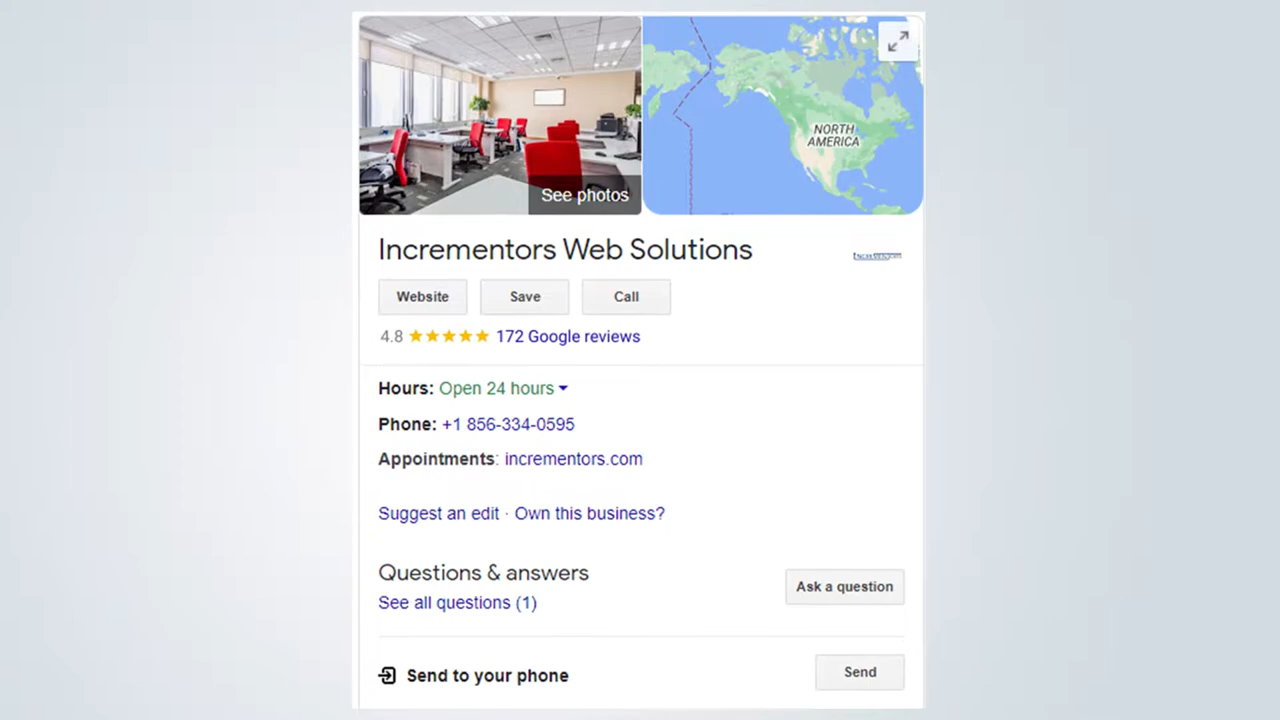 See photos
NORTH
AMERICA
Incrementors Web Solutions
INCREMENTORS
Website Save Call
4.8 172 Google reviews
Hours: Open 24 hours
Phone: +1 856-334-0595
Appointments: incrementors.com
Suggest an edit · Own this business?
Questions & answers
Ask a question
See all questions (1)
Send to your phone
Send